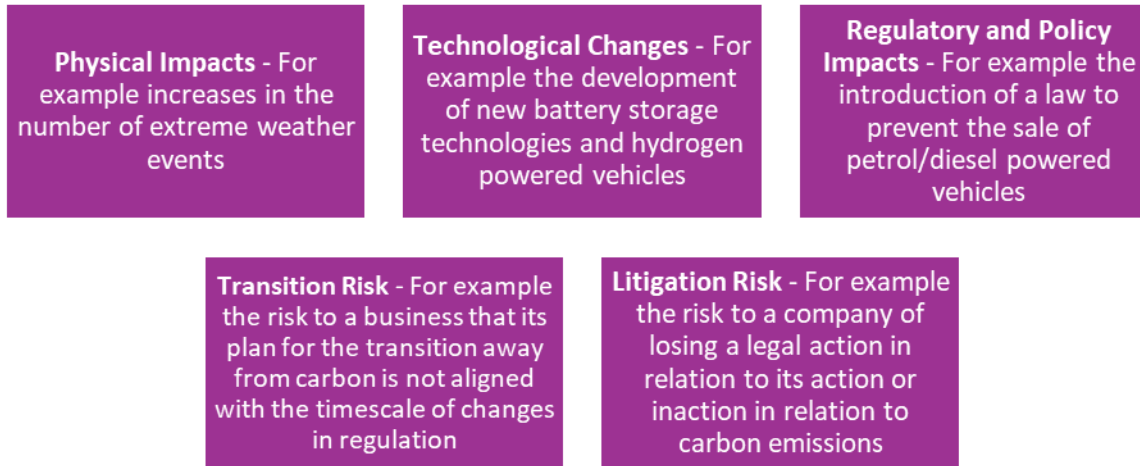 Physical Impacts - For
example increases in the
number of extreme weather
events
Technological Changes - For
example the development
of new battery storage
technologies and hydrogen
powered vehicles
Regulatory and Policy
Impacts - For example the
introduction of a law to
prevent the sale of
petrol/diesel powered
vehicles
Transition Risk - For example
the risk to a business that its
plan for the transition away
from carbon is not aligned
with the timescale of changes
in regulation
Litigation Risk - For example
the risk to a company of
losing a legal action in
relation to its action or
inaction in relation to
carbon emissions